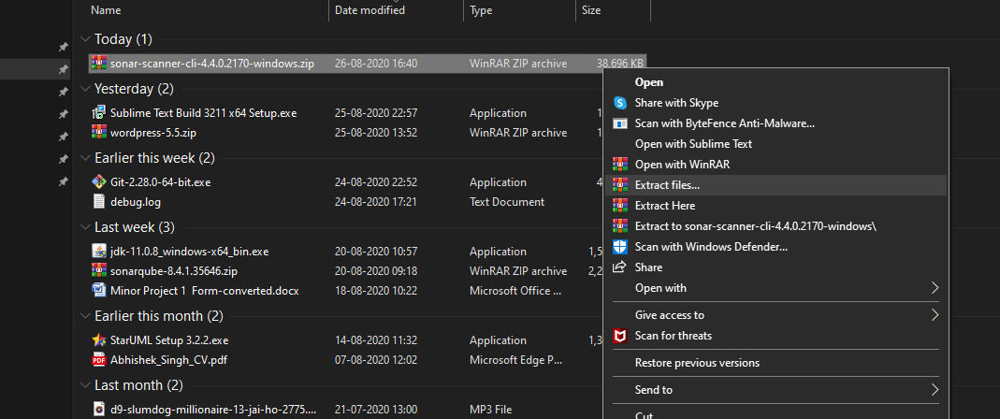 Name Date modified Type Size
Today (1)
sonar-scanner-cli-4.4.0.2170-windows.zip 26-08-2020 16:40 WinRAR ZIP archive 38,696 KB
Yesterday (2)
Sublime Text Build 3211 x64 Setup.exe 25-08-2020 22:57 Application 1
wordpress-5.5.zip 25-08-2020 13:52 WinRAR ZIP archive 1
Earlier this week (2)
Git-2.28.0-64-bit.exe 24-08-2020 22:52 Application 4
debug.log 24-08-2020 17:21 Text Document
Last week (3)
jdk-11.0.8_windows-x64_bin.exe 20-08-2020 10:57 Application 1,5
sonarqube-8.4.1.35646.zip 20-08-2020 09:18 WinRAR ZIP archive 2,2
Minor Project 1 Form-converted.docx 18-08-2020 10:22 Microsoft Office ...
Earlier this month (2)
StarUML Setup 3.2.2.exe 14-08-2020 11:32 Application 1,3
PDF Abhishek_Singh_CV.pdf 07-08-2020 12:02 Microsoft Edge P...
Last month (2)
d9-slumdog-millionaire-13-jai-ho-2775.... 21-07-2020 13:00 MP3 File
Open
Share with Skype
Scan with ByteFence Anti-Malware...
Open with Sublime Text
Open with WinRAR
Extract files...
Extract Here
Extract to sonar-scanner-cli-4.4.0.2170-windows\
Scan with Windows Defender...
Share
Open with
Give access to
Scan for threats
Restore previous versions
Send to
Cut